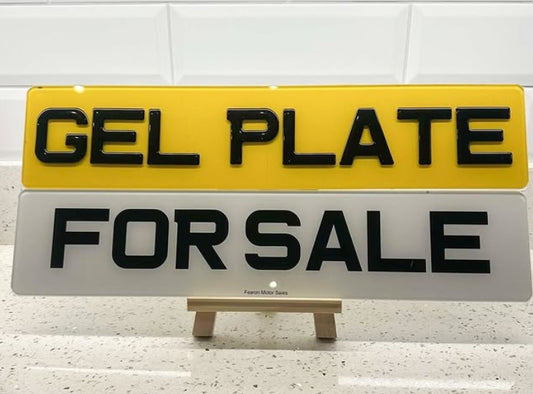 GEL PLATE
FOR SALE
Fearon Motor Sales